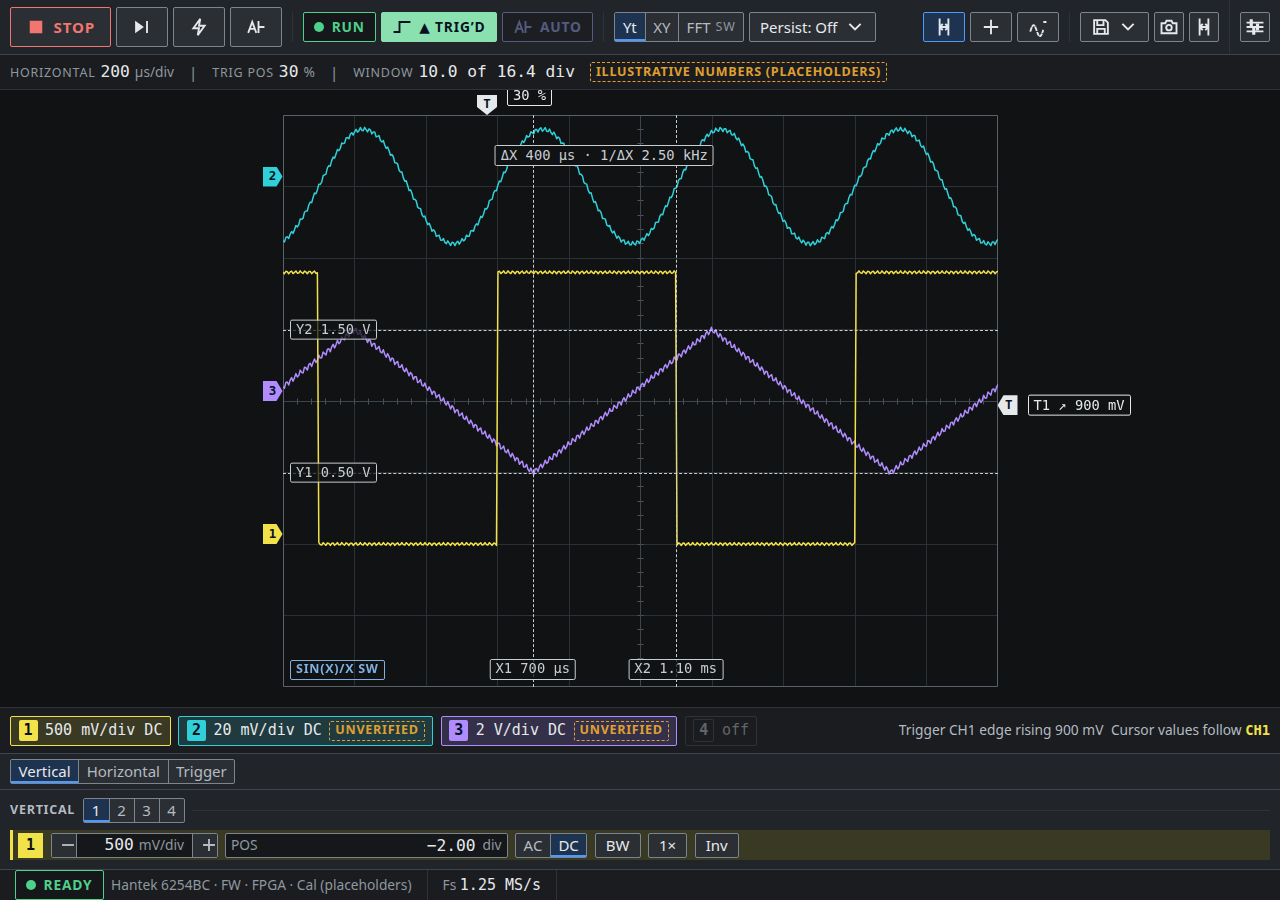 STOP RUN ▲ TRIG'D AUTO Yt XY FFT SW Persist: Off
HORIZONTAL 200 µs/div | TRIG POS 30 % | WINDOW 10.0 of 16.4 div ILLUSTRATIVE NUMBERS (PLACEHOLDERS)
T 30 %
ΔX 400 µs · 1/ΔX 2.50 kHz
2
Y2 1.50 V
3
T T1 ↗ 900 mV
Y1 0.50 V
1
SIN(X)/X SW X1 700 µs X2 1.10 ms
1 500 mV/div DC 2 20 mV/div DC UNVERIFIED 3 2 V/div DC UNVERIFIED 4 off Trigger CH1 edge rising 900 mV Cursor values follow CH1
Vertical Horizontal Trigger
VERTICAL 1 2 3 4
1 − 500 mV/div + POS −2.00 div AC DC BW 1× Inv
READY Hantek 6254BC · FW · FPGA · Cal (placeholders) Fs 1.25 MS/s